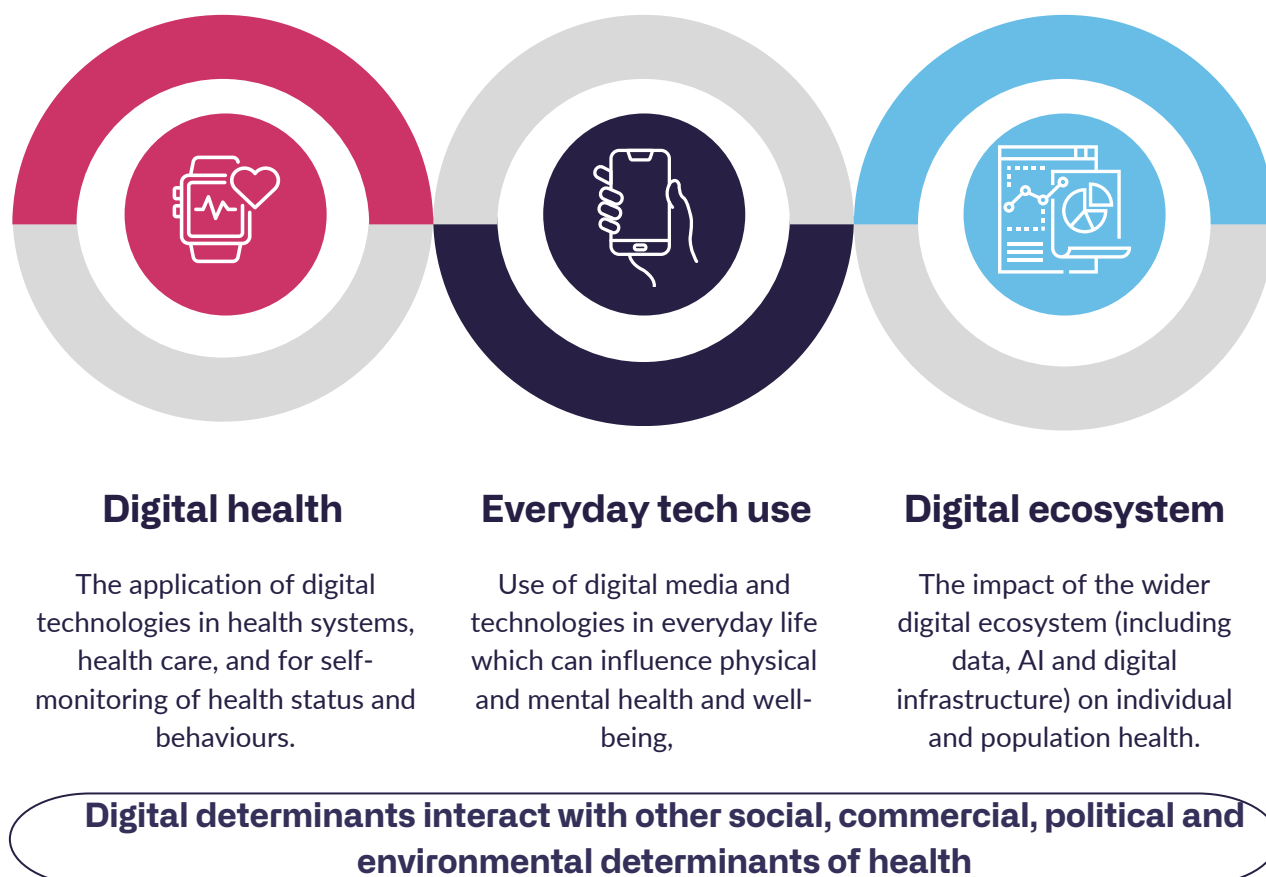 Digital health
The application of digital
technologies in health systems,
health care, and for self-
monitoring of health status and
behaviours.
Everyday tech use
Use of digital media and
technologies in everyday life
which can influence physical
and mental health and well-
being,
Digital ecosystem
The impact of the wider
digital ecosystem (including
data, AI and digital
infrastructure) on individual
and population health.
Digital determinants interact with other social, commercial, political and
environmental determinants of health